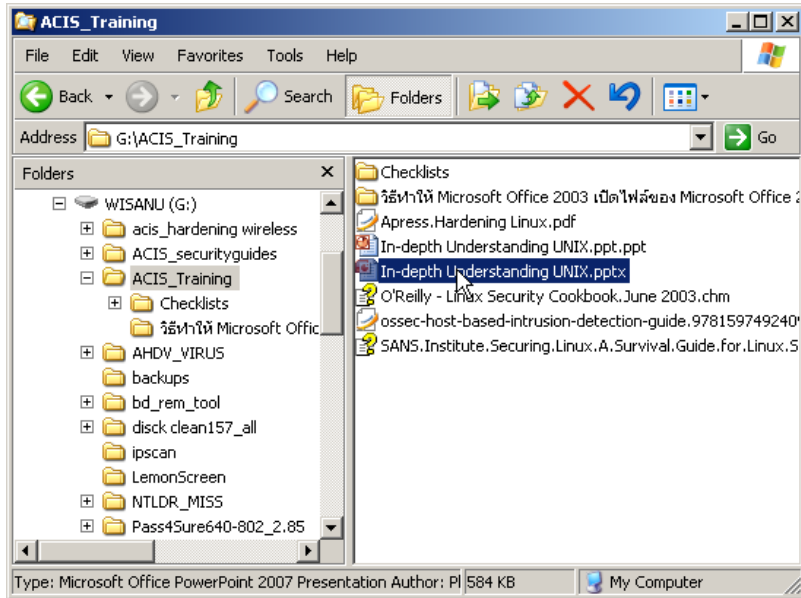 ACIS_Training
File Edit View Favorites Tools Help
Back Search Folders
Address G:\ACIS_Training Go
Folders
WISANU (G:)
acis_hardening wireless
ACIS_securityguides
ACIS_Training
Checklists
วิธีทำให้ Microsoft Offic
AHDV_VIRUS
backups
bd_rem_tool
disck clean157_all
ipscan
LemonScreen
NTLDR_MISS
Pass4Sure640-802_2.85
Checklists
วิธีทำให้ Microsoft Office 2003 เปิดไฟล์ของ Microsoft Office 2
Apress.Hardening Linux.pdf
In-depth Understanding UNIX.ppt.ppt
In-depth Understanding UNIX.pptx
O'Reilly - Linux Security Cookbook.June 2003.chm
ossec-host-based-intrusion-detection-guide.9781597492409
SANS.Institute.Securing.Linux.A.Survival.Guide.for.Linux.S
Type: Microsoft Office PowerPoint 2007 Presentation Author: Pl 584 KB My Computer